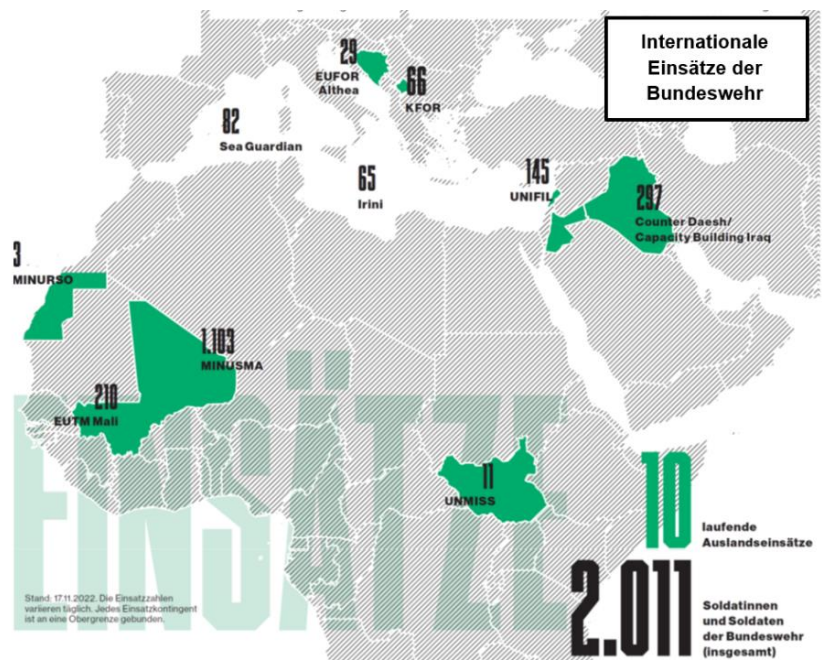 Internationale
Einsätze der
Bundeswehr
29
EUFOR
Althea
66
KFOR
82
Sea Guardian
65
Irini
145
UNIFIL
297
Counter Daesh/
Capacity Building Iraq
3
MINURSO
1.103
MINUSMA
210
EUTM Mali
11
UNMISS
EINSÄTZE
10
laufende
Auslandseinsätze
2.011
Soldatinnen
und Soldaten
der Bundeswehr
(insgesamt)
Stand: 17.11.2022. Die Einsatzzahlen
variieren täglich. Jedes Einsatzkontingent
ist an eine Obergrenze gebunden.